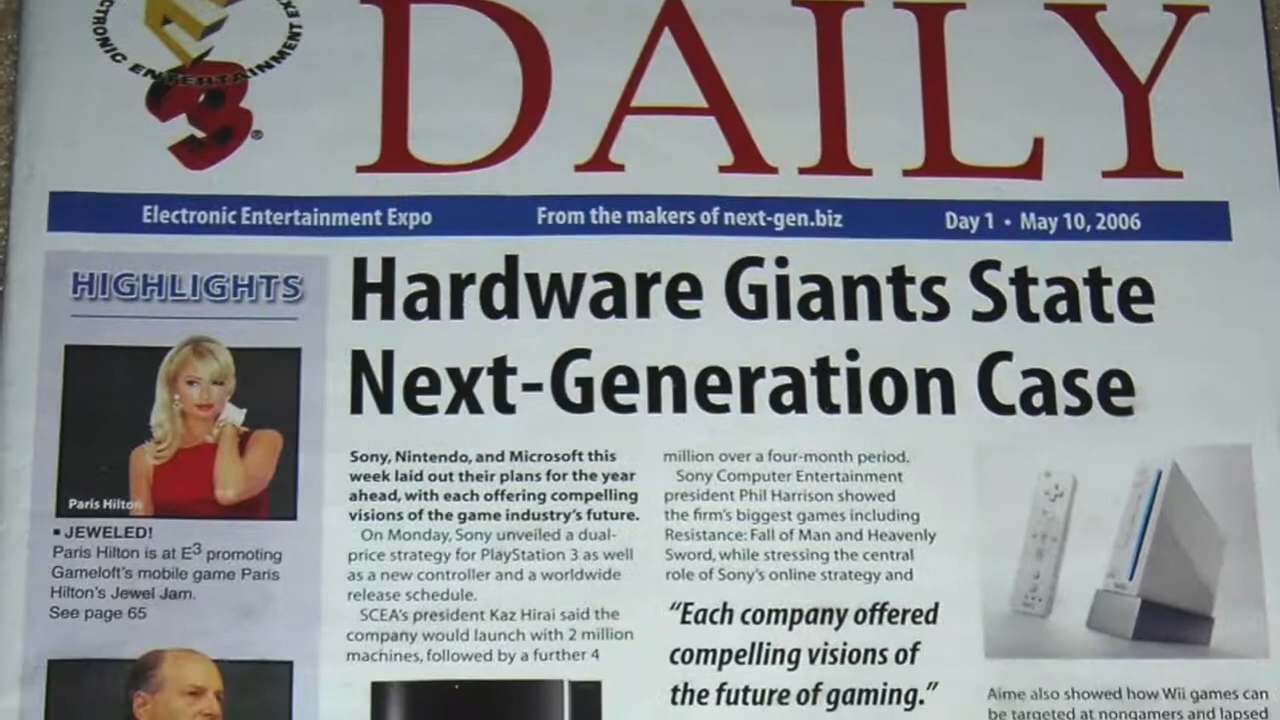 CTRONIC ENTERTAINMENT EX
E3®
DAILY
Electronic Entertainment Expo
From the makers of next-gen.biz
Day 1 • May 10, 2006
HIGHLIGHTS
Paris Hilton
▪ JEWELED!
Paris Hilton is at E3 promoting
Gameloft's mobile game Paris
Hilton's Jewel Jam.
See page 65
Hardware Giants State
Next-Generation Case
Sony, Nintendo, and Microsoft this
week laid out their plans for the year
ahead, with each offering compelling
visions of the game industry's future.
On Monday, Sony unveiled a dual-
price strategy for PlayStation 3 as well
as a new controller and a worldwide
release schedule.
SCEA's president Kaz Hirai said the
company would launch with 2 million
machines, followed by a further 4
million over a four-month period.
Sony Computer Entertainment
president Phil Harrison showed
the firm's biggest games including
Resistance: Fall of Man and Heavenly
Sword, while stressing the central
role of Sony's online strategy and
“Each company offered
compelling visions of
the future of gaming.”
Aime also showed how Wii games can
be targeted at nongamers and lapsed